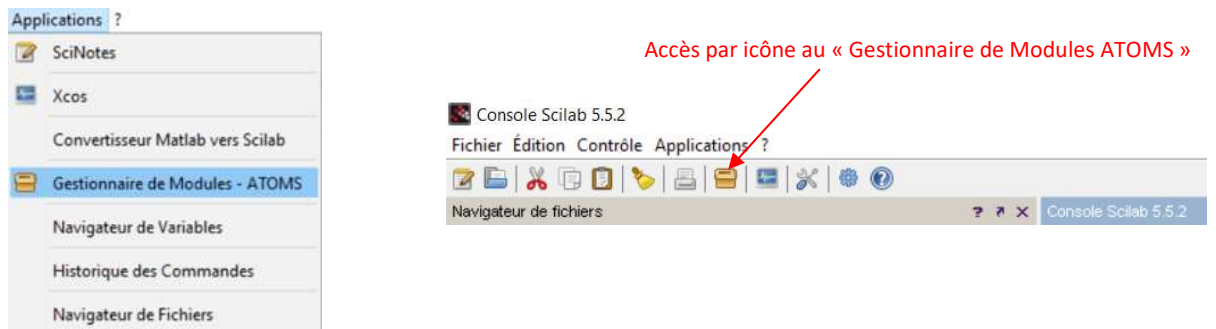 Applications ?
SciNotes
Xcos
Convertisseur Matlab vers Scilab
Gestionnaire de Modules - ATOMS
Navigateur de Variables
Historique des Commandes
Navigateur de Fichiers
Accès par icône au « Gestionnaire de Modules ATOMS »
Console Scilab 5.5.2
Fichier Édition Contrôle Applications ?
Navigateur de fichiers ? ↗ X Console Scilab 5.5.2